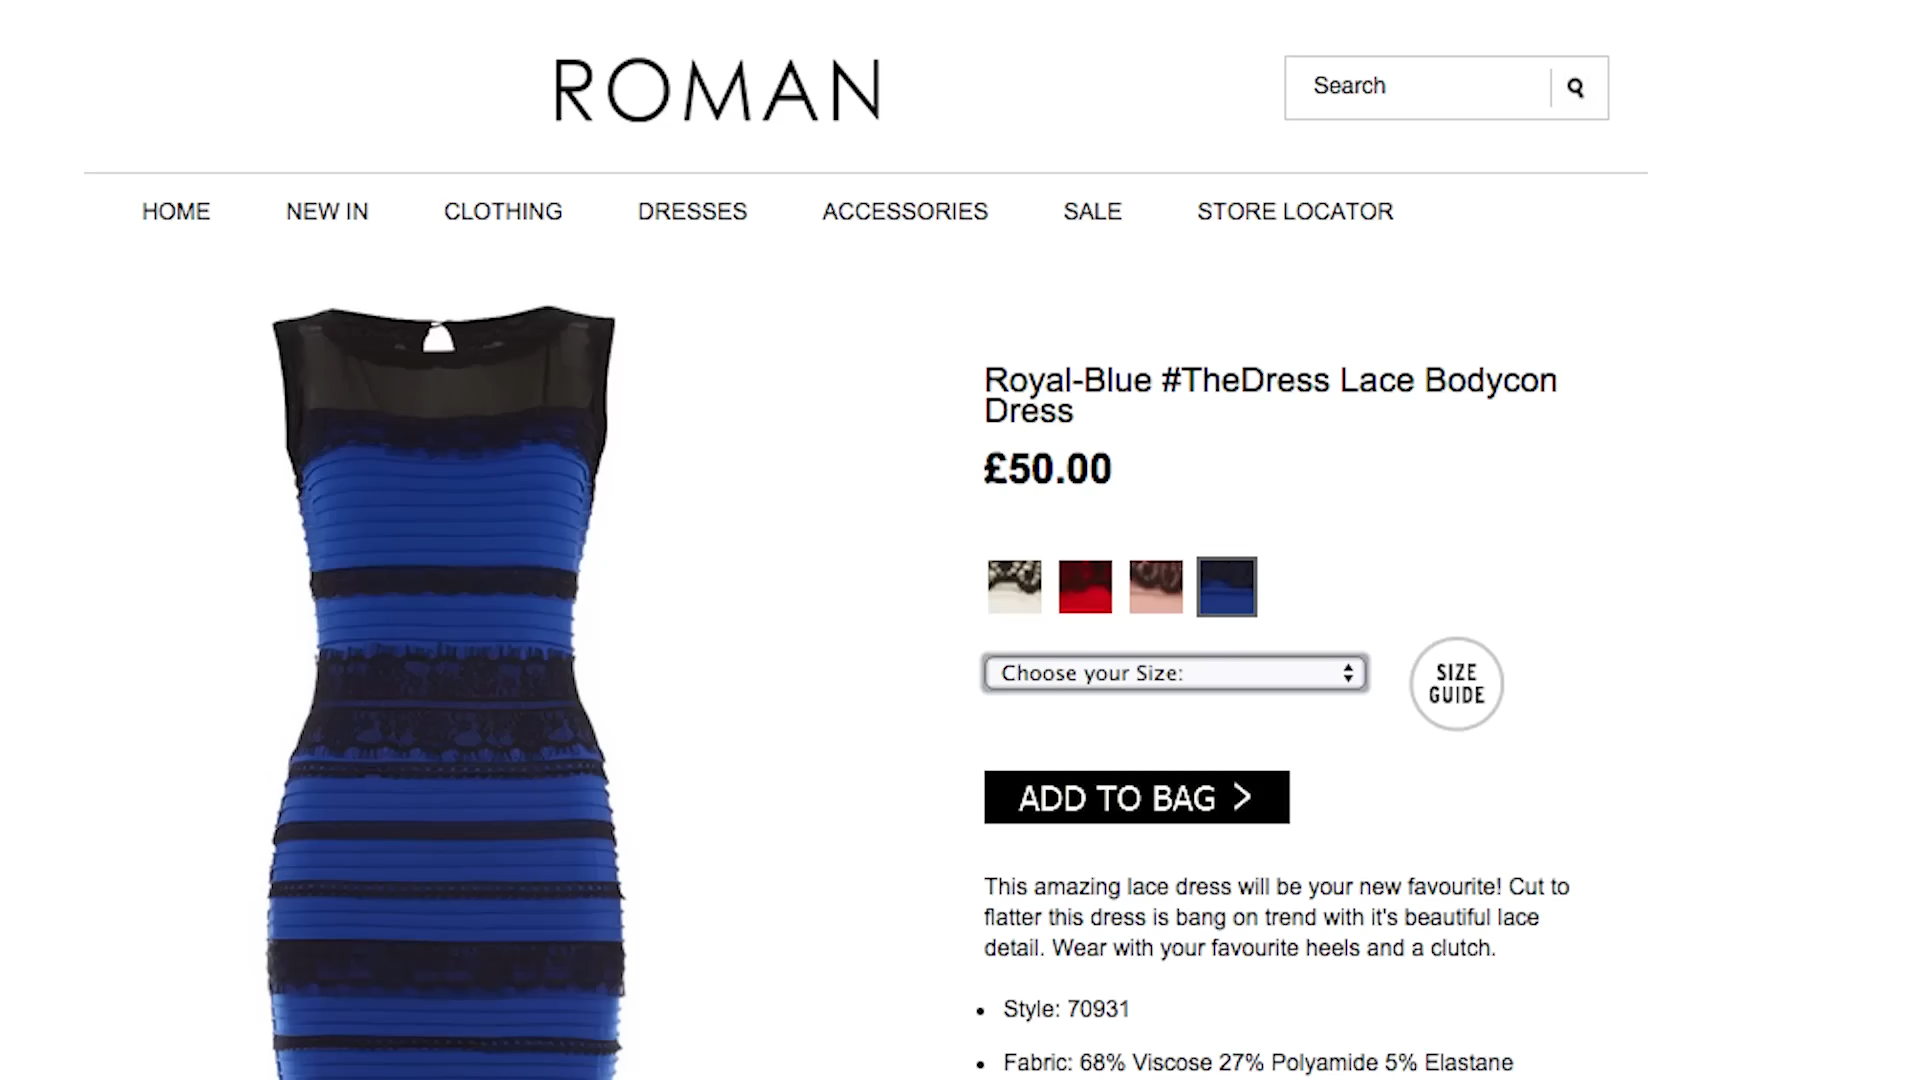 ROMAN
Search
HOME NEW IN CLOTHING DRESSES ACCESSORIES SALE STORE LOCATOR
Royal-Blue #TheDress Lace Bodycon
Dress
£50.00
Choose your Size:
SIZE
GUIDE
ADD TO BAG >
This amazing lace dress will be your new favourite! Cut to
flatter this dress is bang on trend with it's beautiful lace
detail. Wear with your favourite heels and a clutch.
• Style: 70931
• Fabric: 68% Viscose 27% Polyamide 5% Elastane